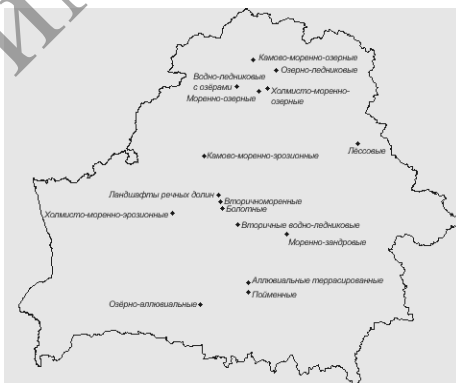 Камово-моренно-озерные
Озерно-ледниковые
Водно-ледниковые
с озёрами
Моренно-озерные
Холмисто-моренно-
озерные
Лёссовые
Камово-моренно-эрозионные
Ландшафты речных долин
Вторичноморенные
Болотные
Холмисто-моренно-эрозионные
Вторичные водно-ледниковые
Моренно-зандровые
Аллювиальные террасированные
Пойменные
Озёрно-аллювиальные